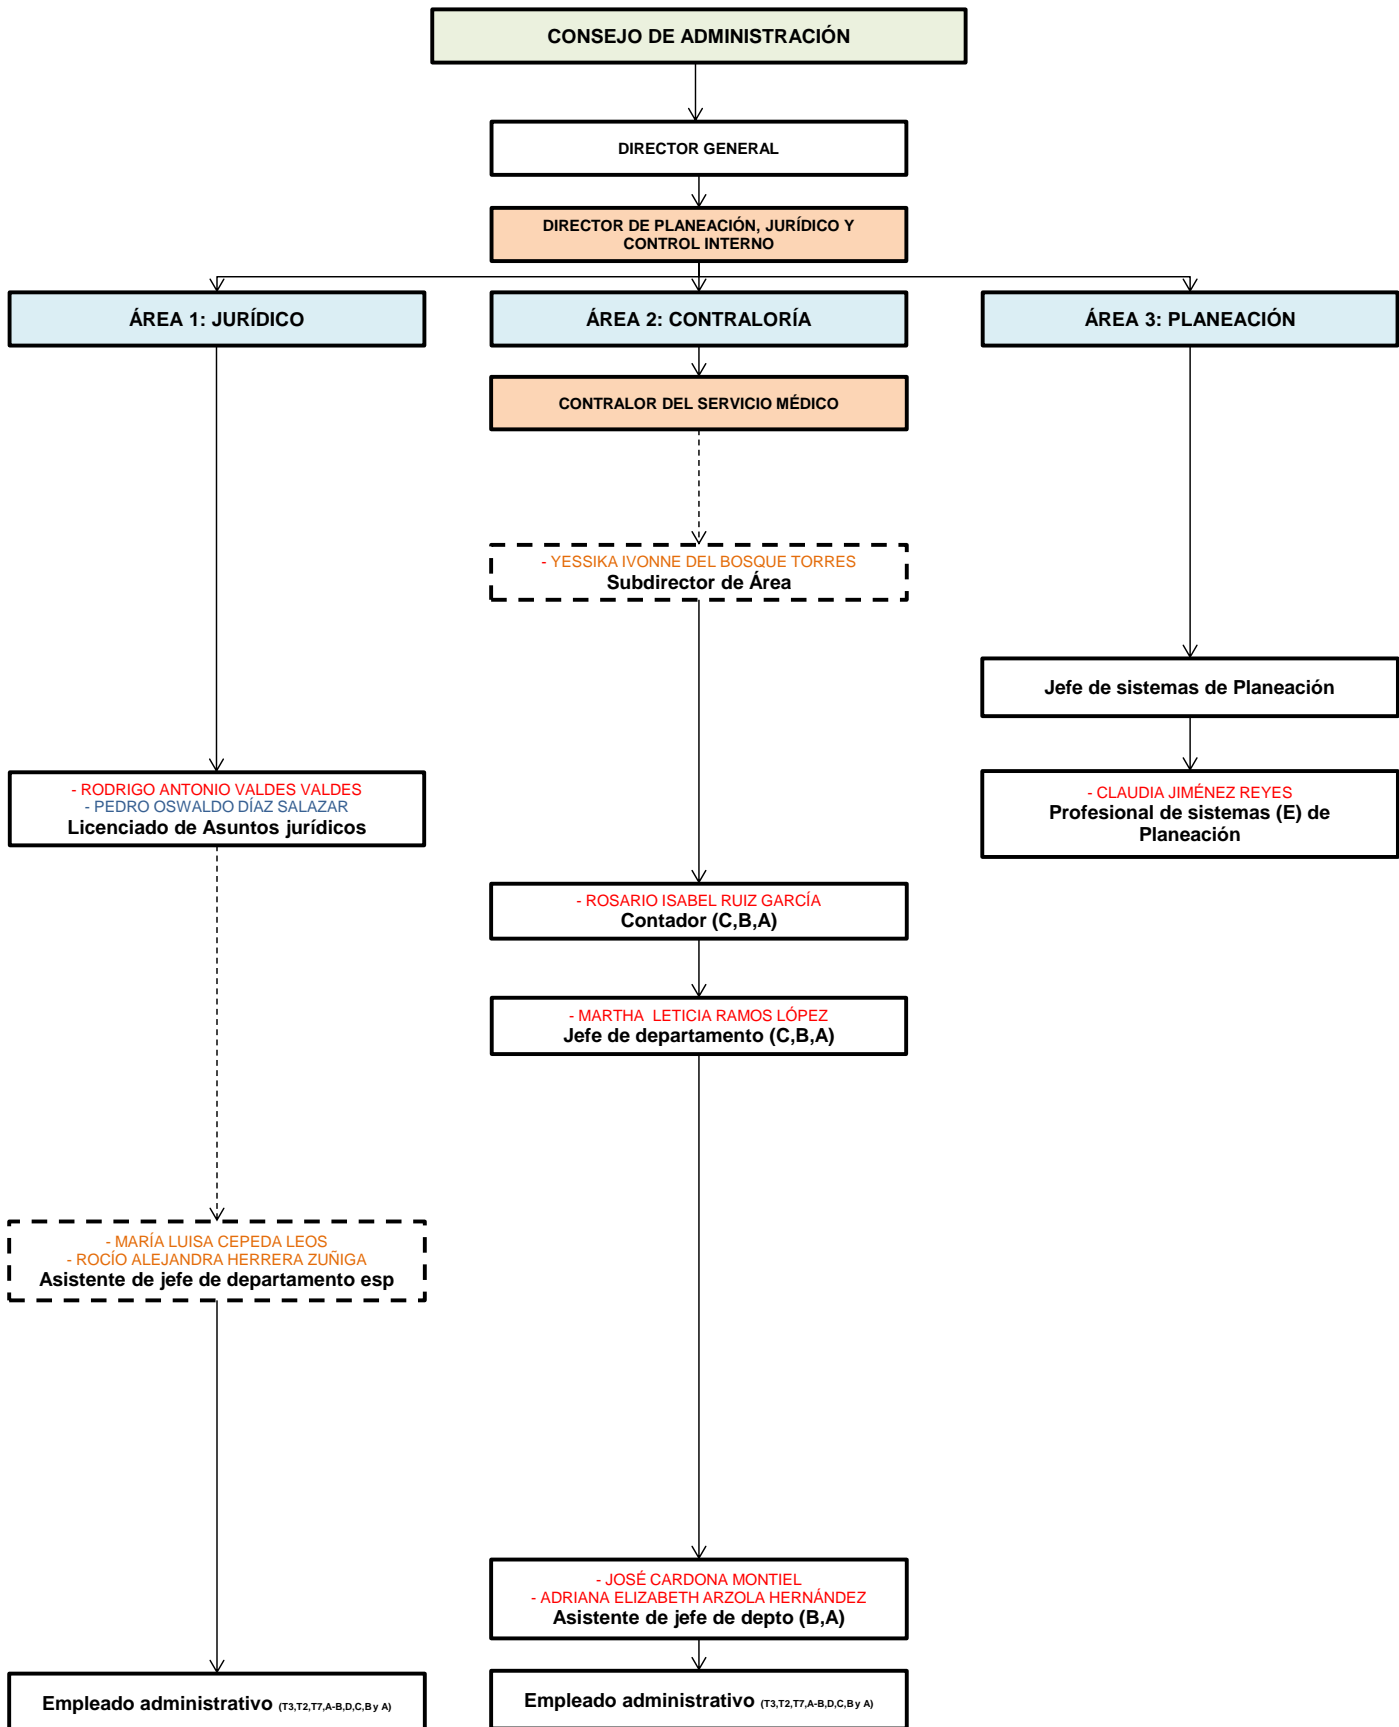 CONSEJO DE ADMINISTRACIÓN
DIRECTOR GENERAL
DIRECTOR DE PLANEACIÓN, JURÍDICO Y
CONTROL INTERNO
ÁREA 1: JURÍDICO
ÁREA 2: CONTRALORÍA
ÁREA 3: PLANEACIÓN
CONTRALOR DEL SERVICIO MÉDICO
- YESSIKA IVONNE DEL BOSQUE TORRES
Subdirector de Área
Jefe de sistemas de Planeación
- RODRIGO ANTONIO VALDES VALDES
- PEDRO OSWALDO DÍAZ SALAZAR
Licenciado de Asuntos jurídicos
- CLAUDIA JIMÉNEZ REYES
Profesional de sistemas (E) de
Planeación
- ROSARIO ISABEL RUIZ GARCÍA
Contador (C,B,A)
- MARTHA  LETICIA RAMOS LÓPEZ
Jefe de departamento (C,B,A)
- MARÍA LUISA CEPEDA LEOS
- ROCÍO ALEJANDRA HERRERA ZUÑIGA
Asistente de jefe de departamento esp
- JOSÉ CARDONA MONTIEL
- ADRIANA ELIZABETH ARZOLA HERNÁNDEZ
Asistente de jefe de depto (B,A)
Empleado administrativo (T3,T2,T7,A-B,D,C,B y A)
Empleado administrativo (T3,T2,T7,A-B,D,C,B y A)